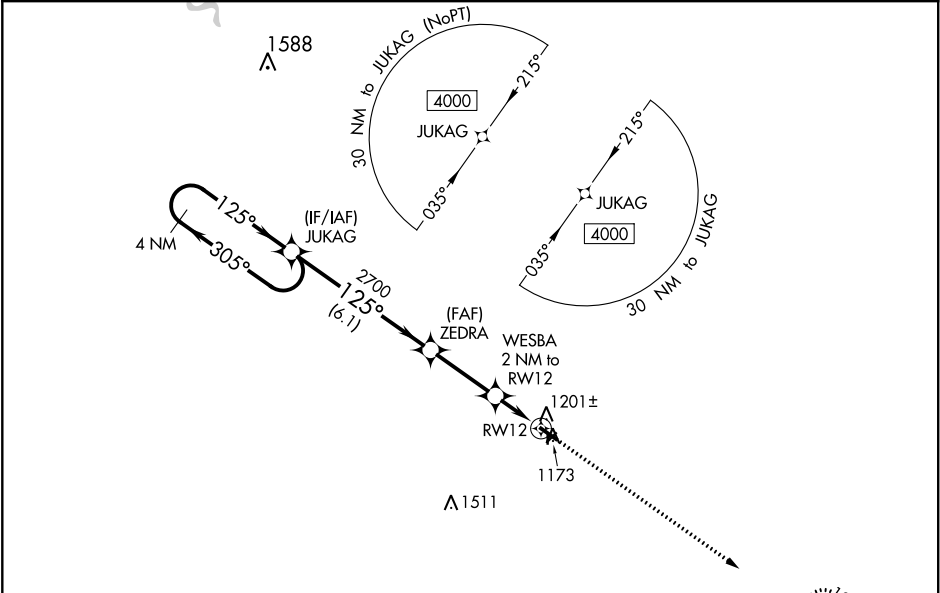 1588
30 NM to JUKAG (NoPT)
4000
JUKAG
215°
035°
215°
JUKAG
4000
035°
30 NM to JUKAG
125°
4 NM
305°
(IF/IAF)
JUKAG
2700
125°
(6.1)
(FAF)
ZEDRA
WESBA
2 NM to
RW12
1201±
RW12
1173
1511